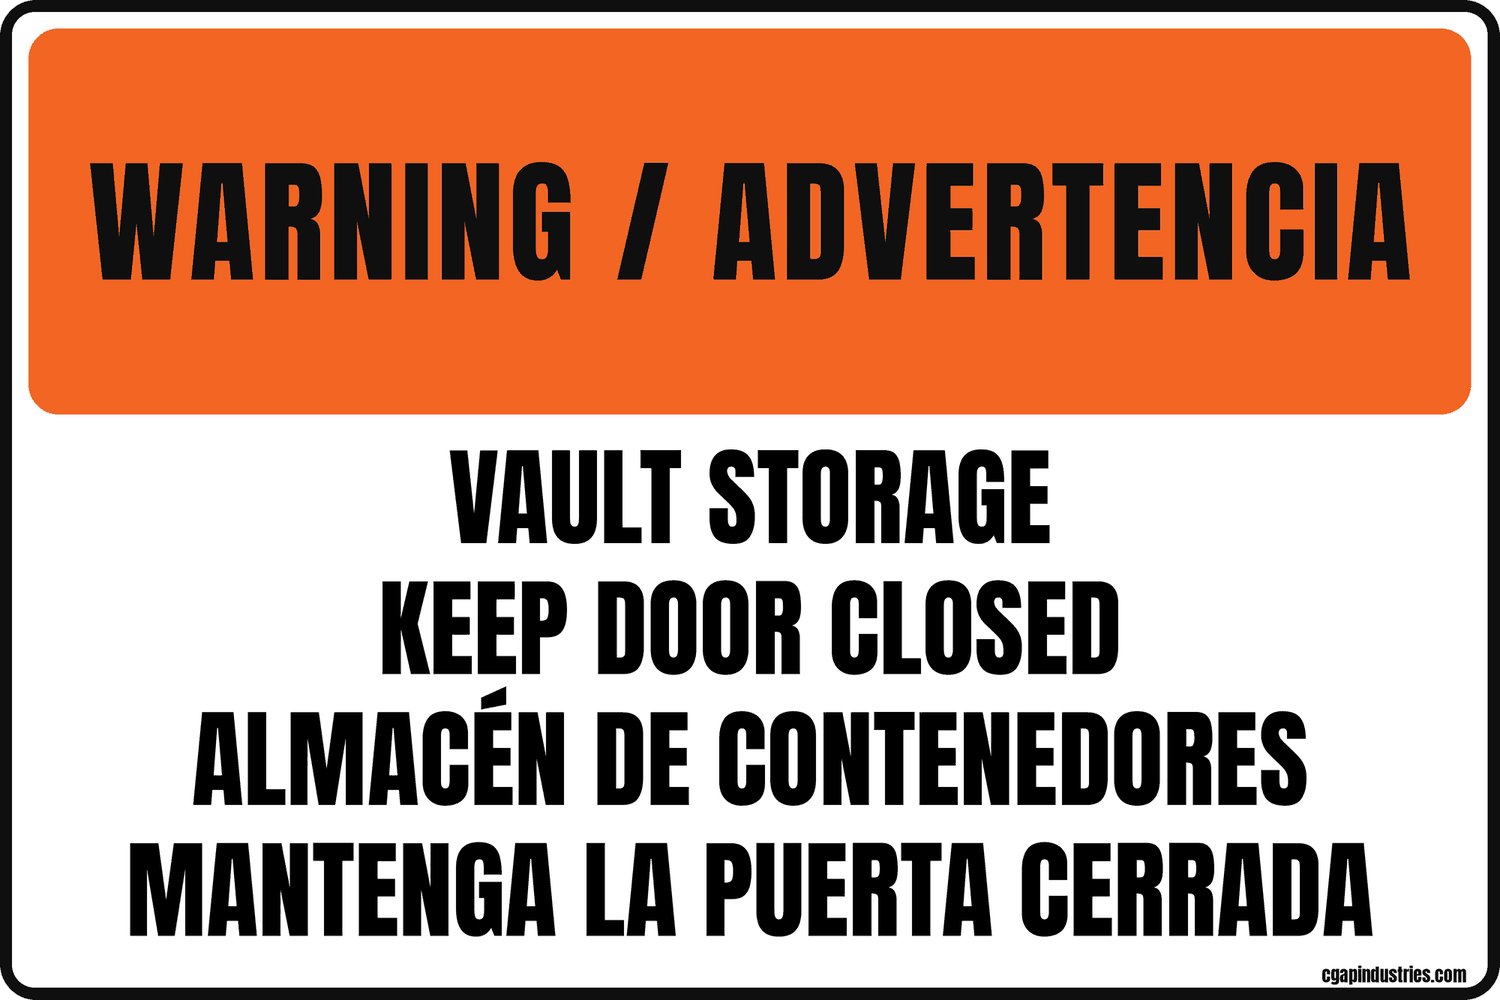 WARNING / ADVERTENCIA
VAULT STORAGE
KEEP DOOR CLOSED
ALMACÉN DE CONTENEDORES
MANTENGA LA PUERTA CERRADA
cgapindustries.com